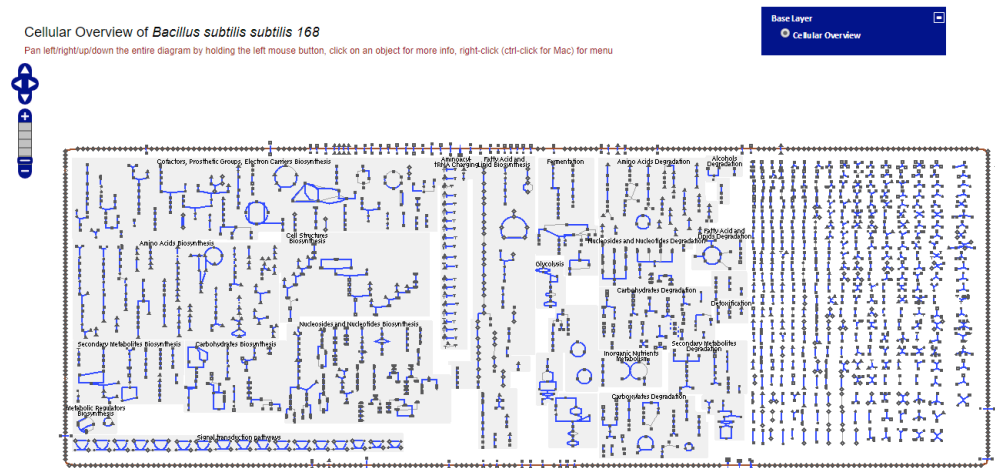 Cellular Overview of Bacillus subtilis subtilis 168
Pan left/right/up/down the entire diagram by holding the left mouse button, click on an object for more info, right-click (ctrl-click for Mac) for menu
Base Layer
Cellular Overview
Cofactors, Prosthetic Groups, Electron Carriers Biosynthesis
Aminoacyl-
tRNA Charging
Fatty Acid and
Lipid Biosynthesis
Fermentation
Amino Acids Degradation
Alcohols
Degradation
Cell Structures
Biosynthesis
Amino Acids Biosynthesis
Nucleosides and Nucleotides Degradation
Fatty Acid and
Lipids Degradation
Glycolysis
Carbohydrates Degradation
Detoxification
Nucleosides and Nucleotides Biosynthesis
Secondary Metabolites Biosynthesis
Carbohydrates Biosynthesis
Inorganic Nutrients
Metabolism
Secondary Metabolites
Degradation
Carboxylates Degradation
Metabolic Regulators
Biosynthesis
Signal transduction pathways